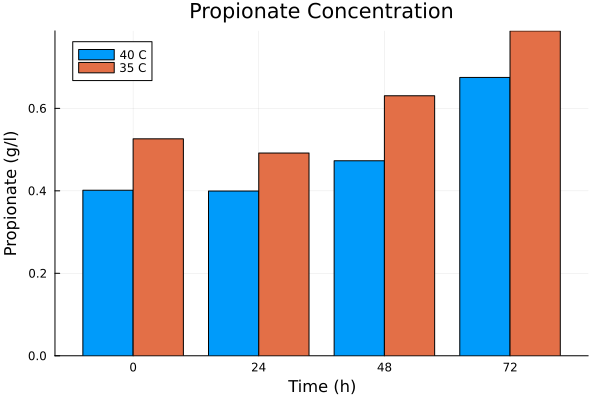 Propionate Concentration
40 C
35 C
Propionate (g/l)
0.6
0.4
0.2
0.0
0
24
48
72
Time (h)